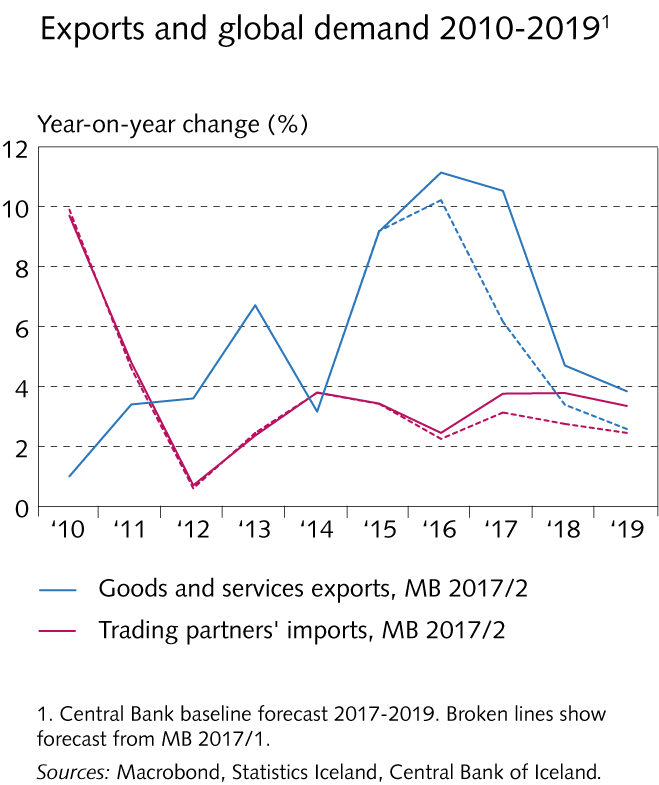 Exports and global demand 2010-2019¹
Year-on-year change (%)
12
10
8
6
4
2
0
‘10 ‘11 ‘12 ‘13 ‘14 ‘15 ‘16 ‘17 ‘18 ‘19
Goods and services exports, MB 2017/2
Trading partners' imports, MB 2017/2
1. Central Bank baseline forecast 2017-2019. Broken lines show
forecast from MB 2017/1.
Sources: Macrobond, Statistics Iceland, Central Bank of Iceland.